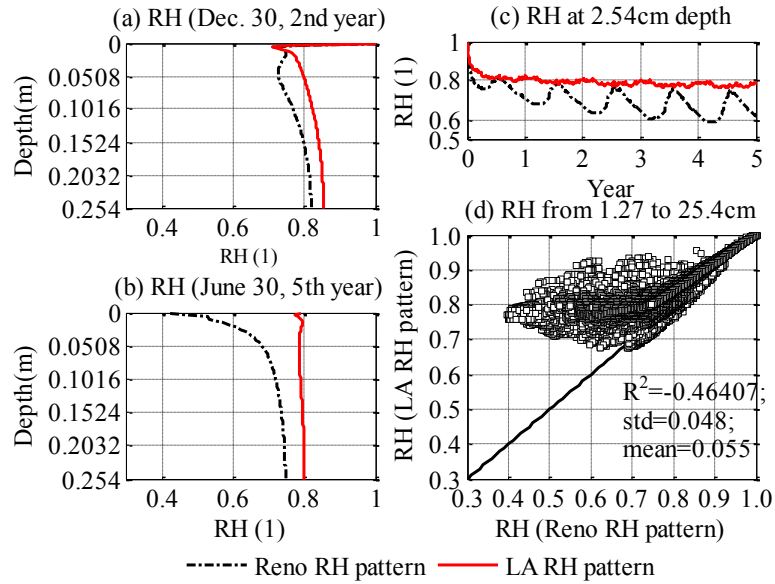 (a) RH (Dec. 30, 2nd year)
Depth(m)
0
0.0508
0.1016
0.1524
0.2032
0.254
0.4 0.6 0.8 1
RH (1)
(b) RH (June 30, 5th year)
Depth(m)
0
0.0508
0.1016
0.1524
0.2032
0.254
0.4 0.6 0.8 1
RH (1)
(c) RH at 2.54cm depth
RH (1)
1
0.8
0.6
0.5
0 1 2 3 4 5
Year
(d) RH from 1.27 to 25.4cm
RH (LA RH pattern)
1.0
0.9
0.8
0.7
0.6
0.5
0.4
0.3
R²=-0.46407;
std=0.048;
mean=0.055
0.3 0.4 0.5 0.6 0.7 0.8 0.9 1.0
RH (Reno RH pattern)
Reno RH pattern LA RH pattern